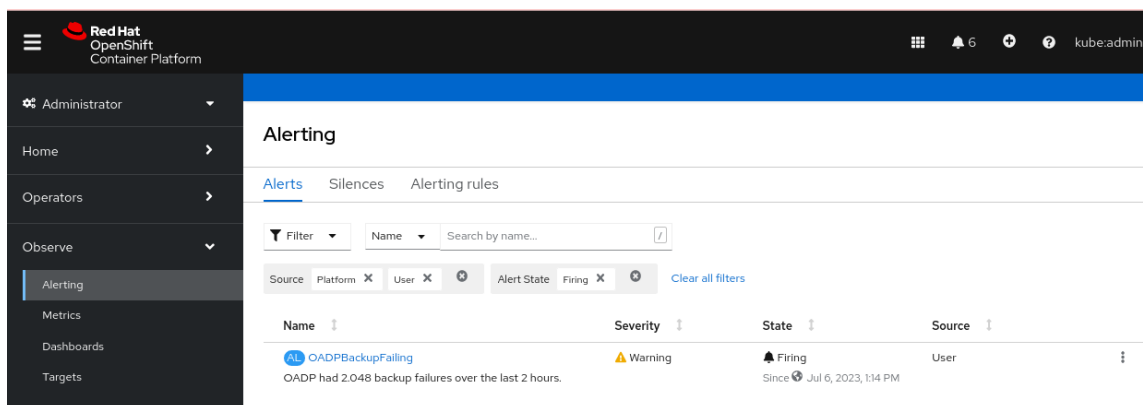 Red Hat
OpenShift
Container Platform
6
kube:admin
Administrator
Home
Operators
Observe
Alerting
Metrics
Dashboards
Targets
Alerting
Alerts Silences Alerting rules
Filter Name Search by name... /
Source Platform User Alert State Firing Clear all filters
Name Severity State Source
AL OADPBackupFailing Warning Firing User
OADP had 2.048 backup failures over the last 2 hours. Since Jul 6, 2023, 1:14 PM